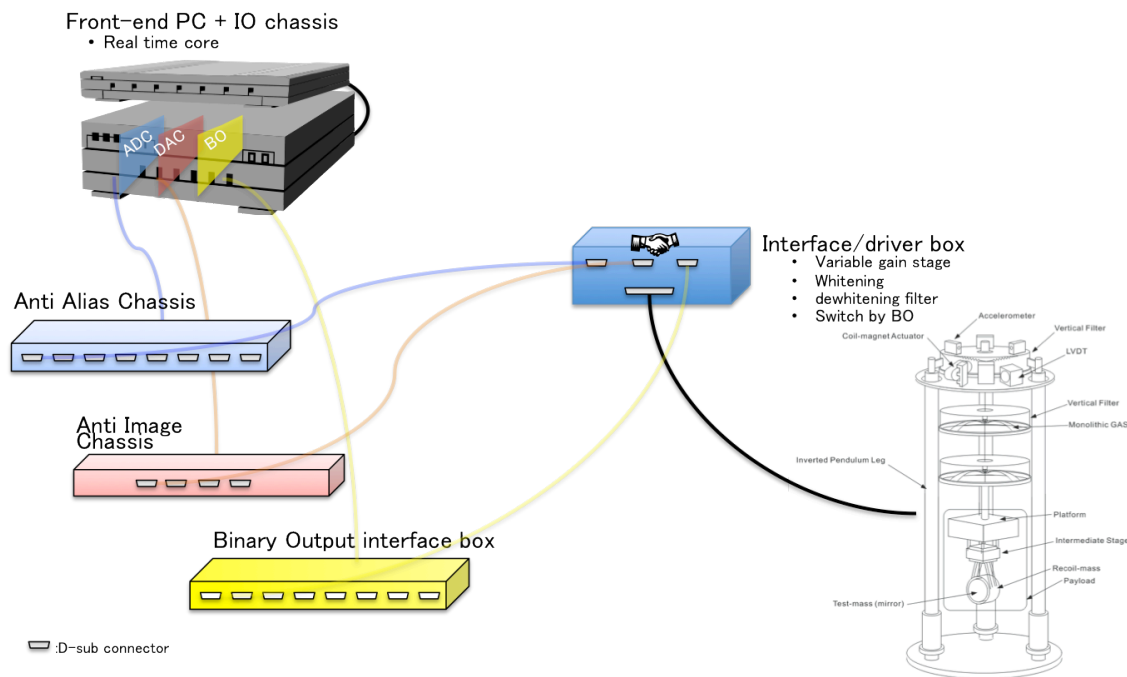 Front-end PC + IO chassis
• Real time core
ADC
DAC
BO
Interface/driver box
• Variable gain stage
• Whitening
• dewhitening filter
• Switch by BO
Anti Alias Chassis
Anti Image
Chassis
Binary Output interface box
:D-sub connector
Accelerometer
Coil-magnet Actuator
Vertical Filter
LVDT
Vertical Filter
Monolithic GAS
Inverted Pendulum Leg
Platform
Intermediate Stage
Recoil-mass
Payload
Test-mass (mirror)